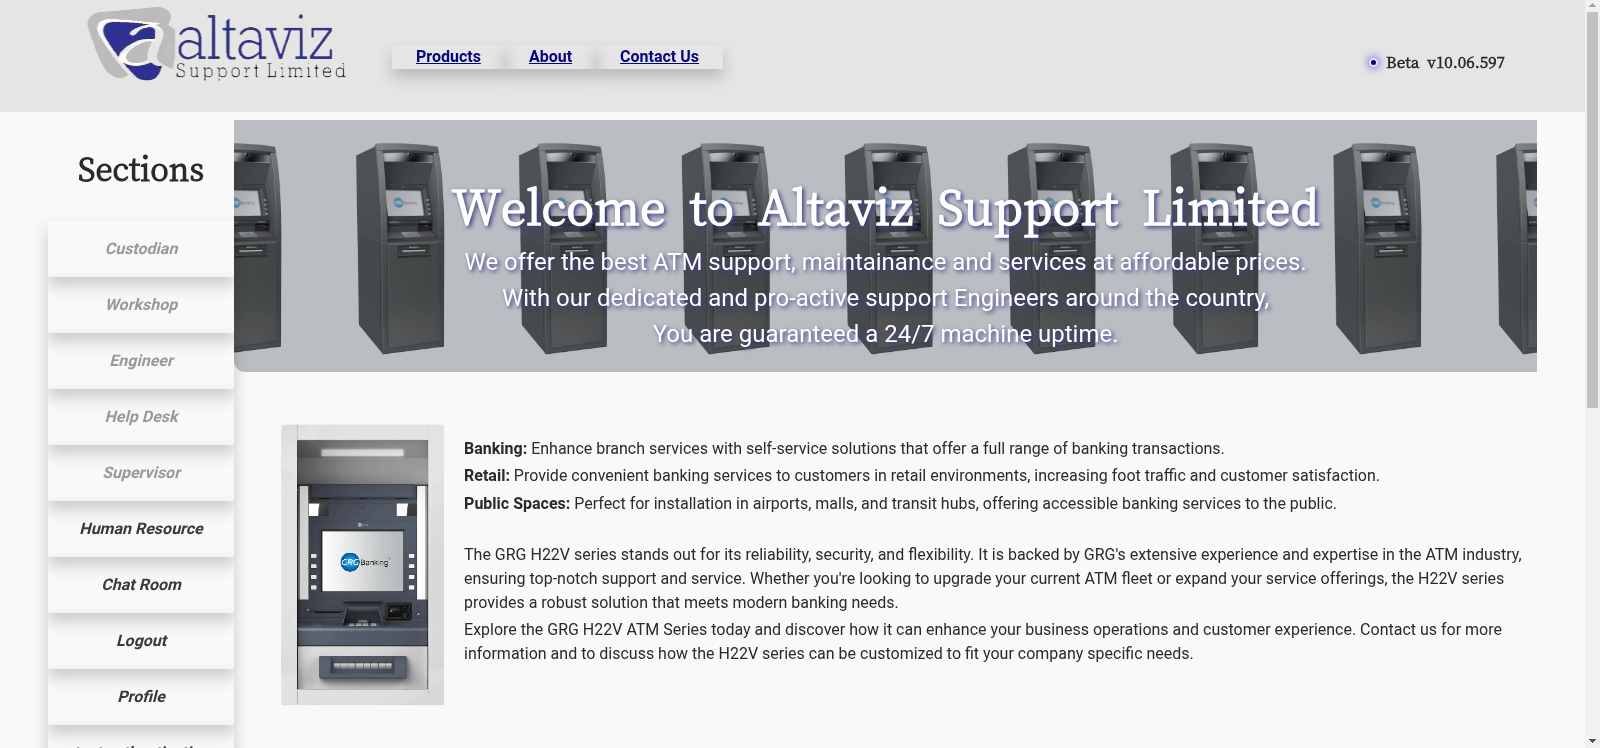 altaviz
Support Limited
Products
About
Contact Us
Beta v10.06.597
Sections
Custodian
Workshop
Engineer
Help Desk
Supervisor
Human Resource
Chat Room
Logout
Profile
Welcome to Altaviz Support Limited
We offer the best ATM support, maintainance and services at affordable prices.
With our dedicated and pro-active support Engineers around the country,
You are guaranteed a 24/7 machine uptime.
GRG Banking
Banking: Enhance branch services with self-service solutions that offer a full range of banking transactions.
Retail: Provide convenient banking services to customers in retail environments, increasing foot traffic and customer satisfaction.
Public Spaces: Perfect for installation in airports, malls, and transit hubs, offering accessible banking services to the public.
The GRG H22V series stands out for its reliability, security, and flexibility. It is backed by GRG's extensive experience and expertise in the ATM industry,
ensuring top-notch support and service. Whether you're looking to upgrade your current ATM fleet or expand your service offerings, the H22V series
provides a robust solution that meets modern banking needs.
Explore the GRG H22V ATM Series today and discover how it can enhance your business operations and customer experience. Contact us for more
information and to discuss how the H22V series can be customized to fit your company specific needs.